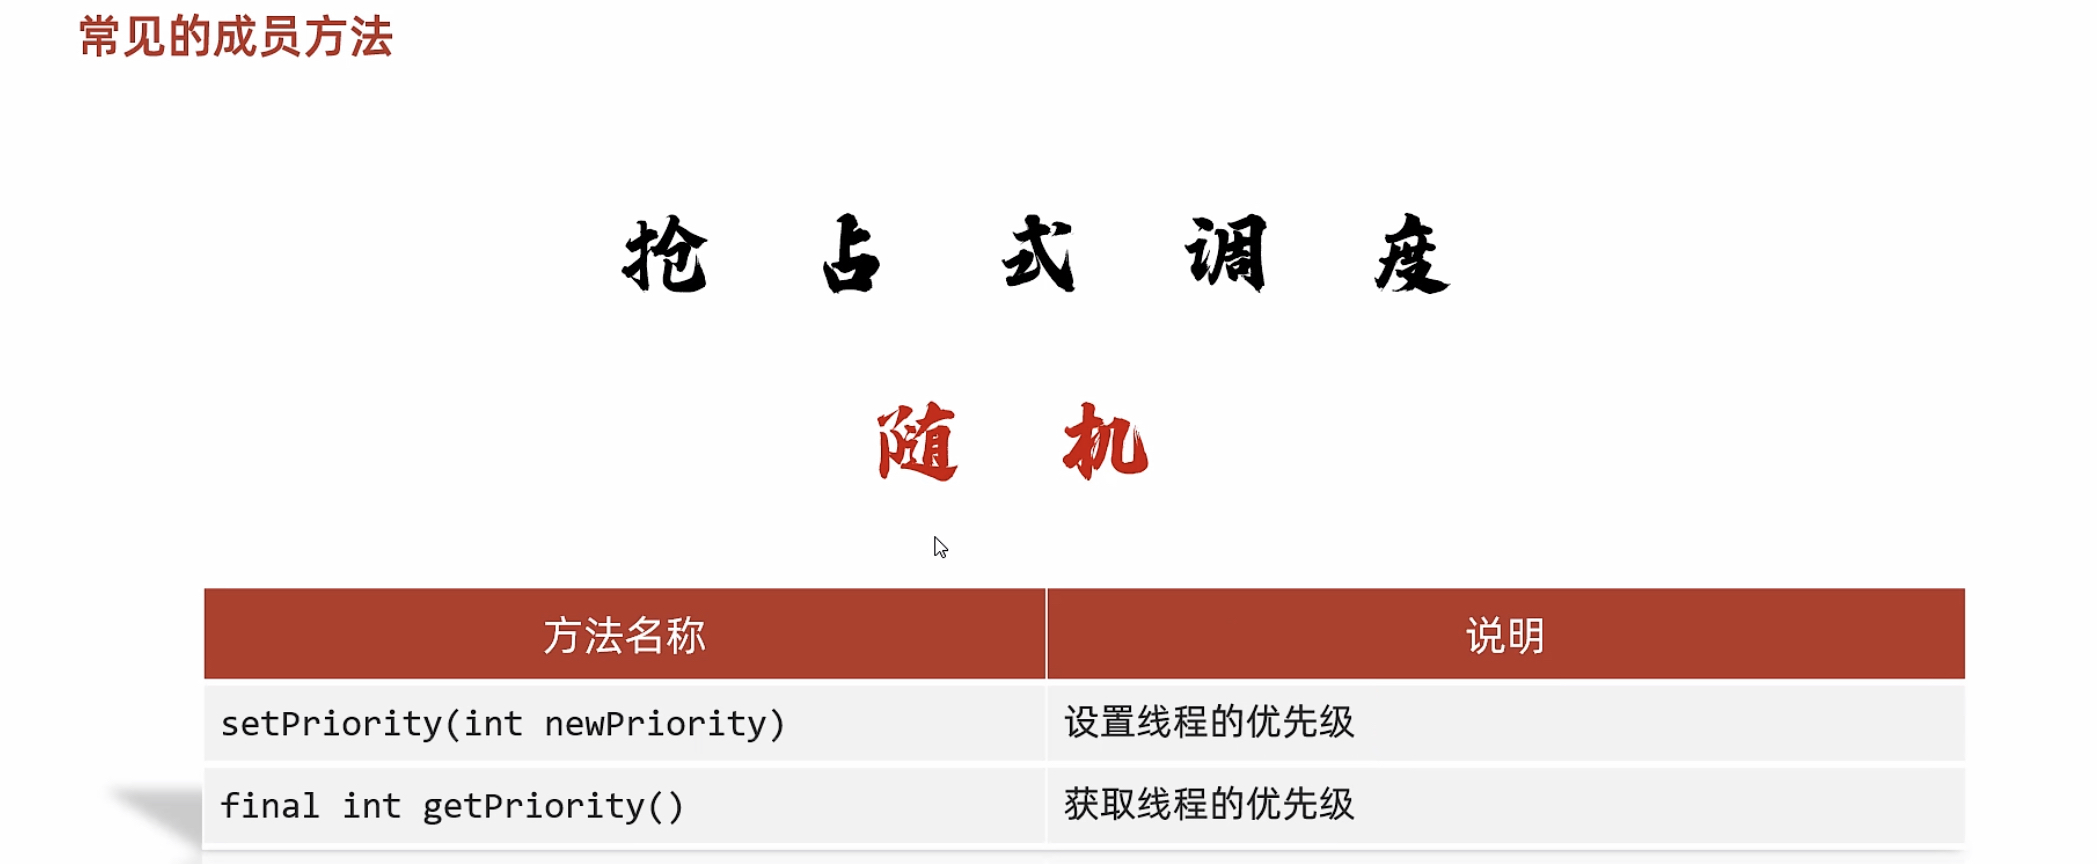 常见的成员方法
抢占式调度
随机
方法名称 说明
setPriority(int newPriority) 设置线程的优先级
final int getPriority() 获取线程的优先级